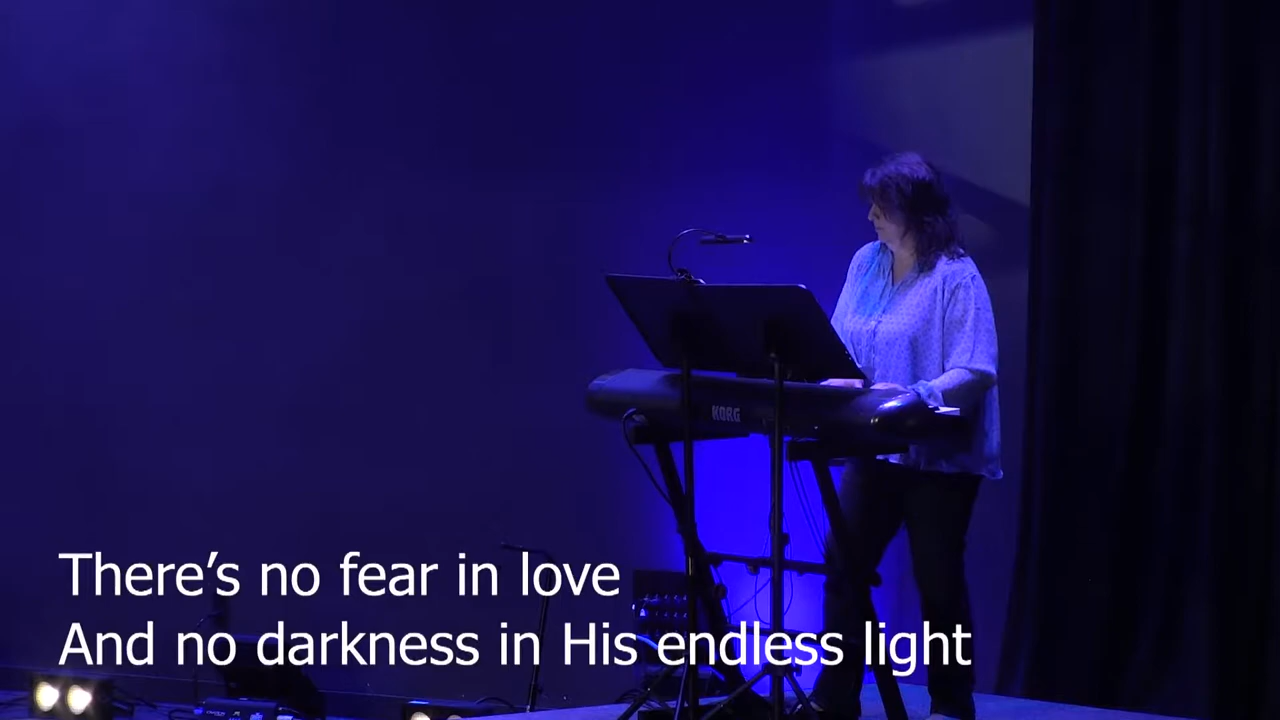 KORG
There’s no fear in love
And no darkness in His endless light